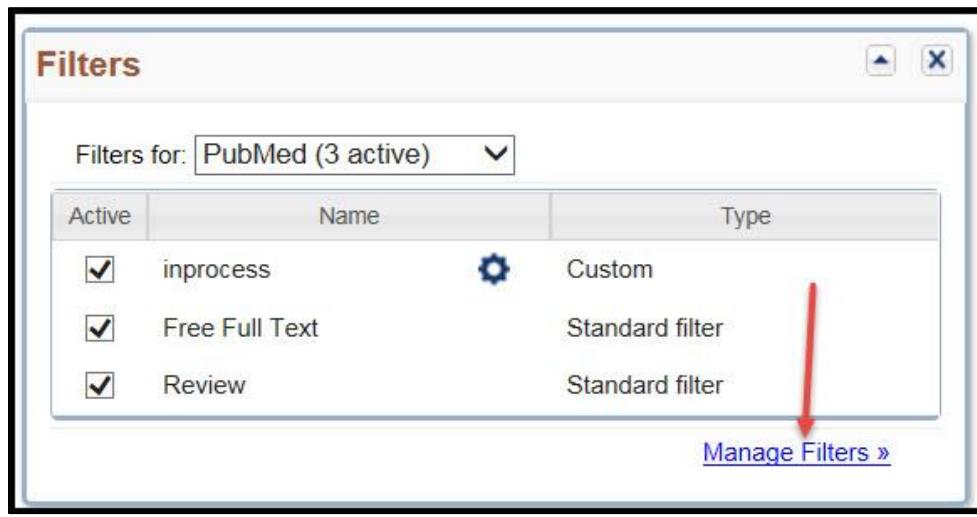 Filters
Filters for: PubMed (3 active)
Active Name Type
inprocess Custom
Free Full Text Standard filter
Review Standard filter
Manage Filters »